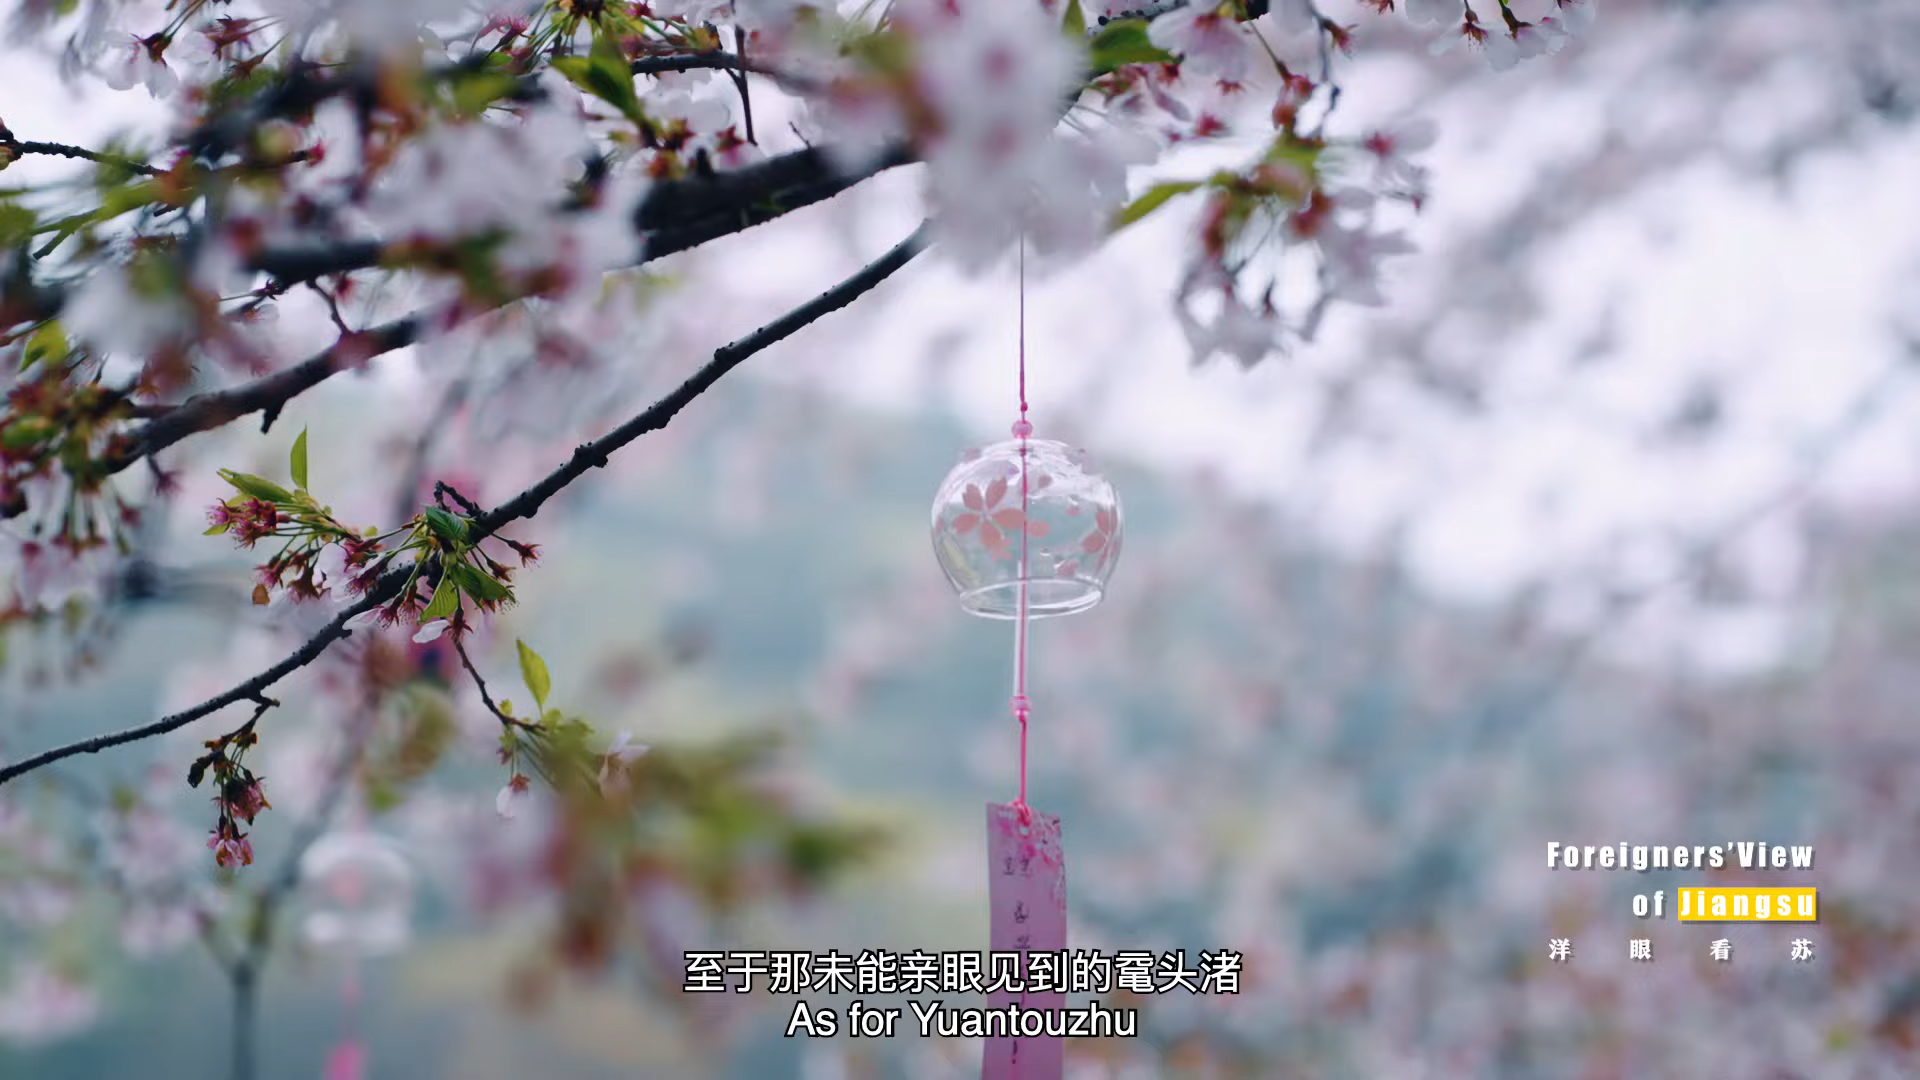 Foreigners'View
of Jiangsu
洋眼看苏
至于那未能亲眼见到的鼋头渚
As for Yuantouzhu